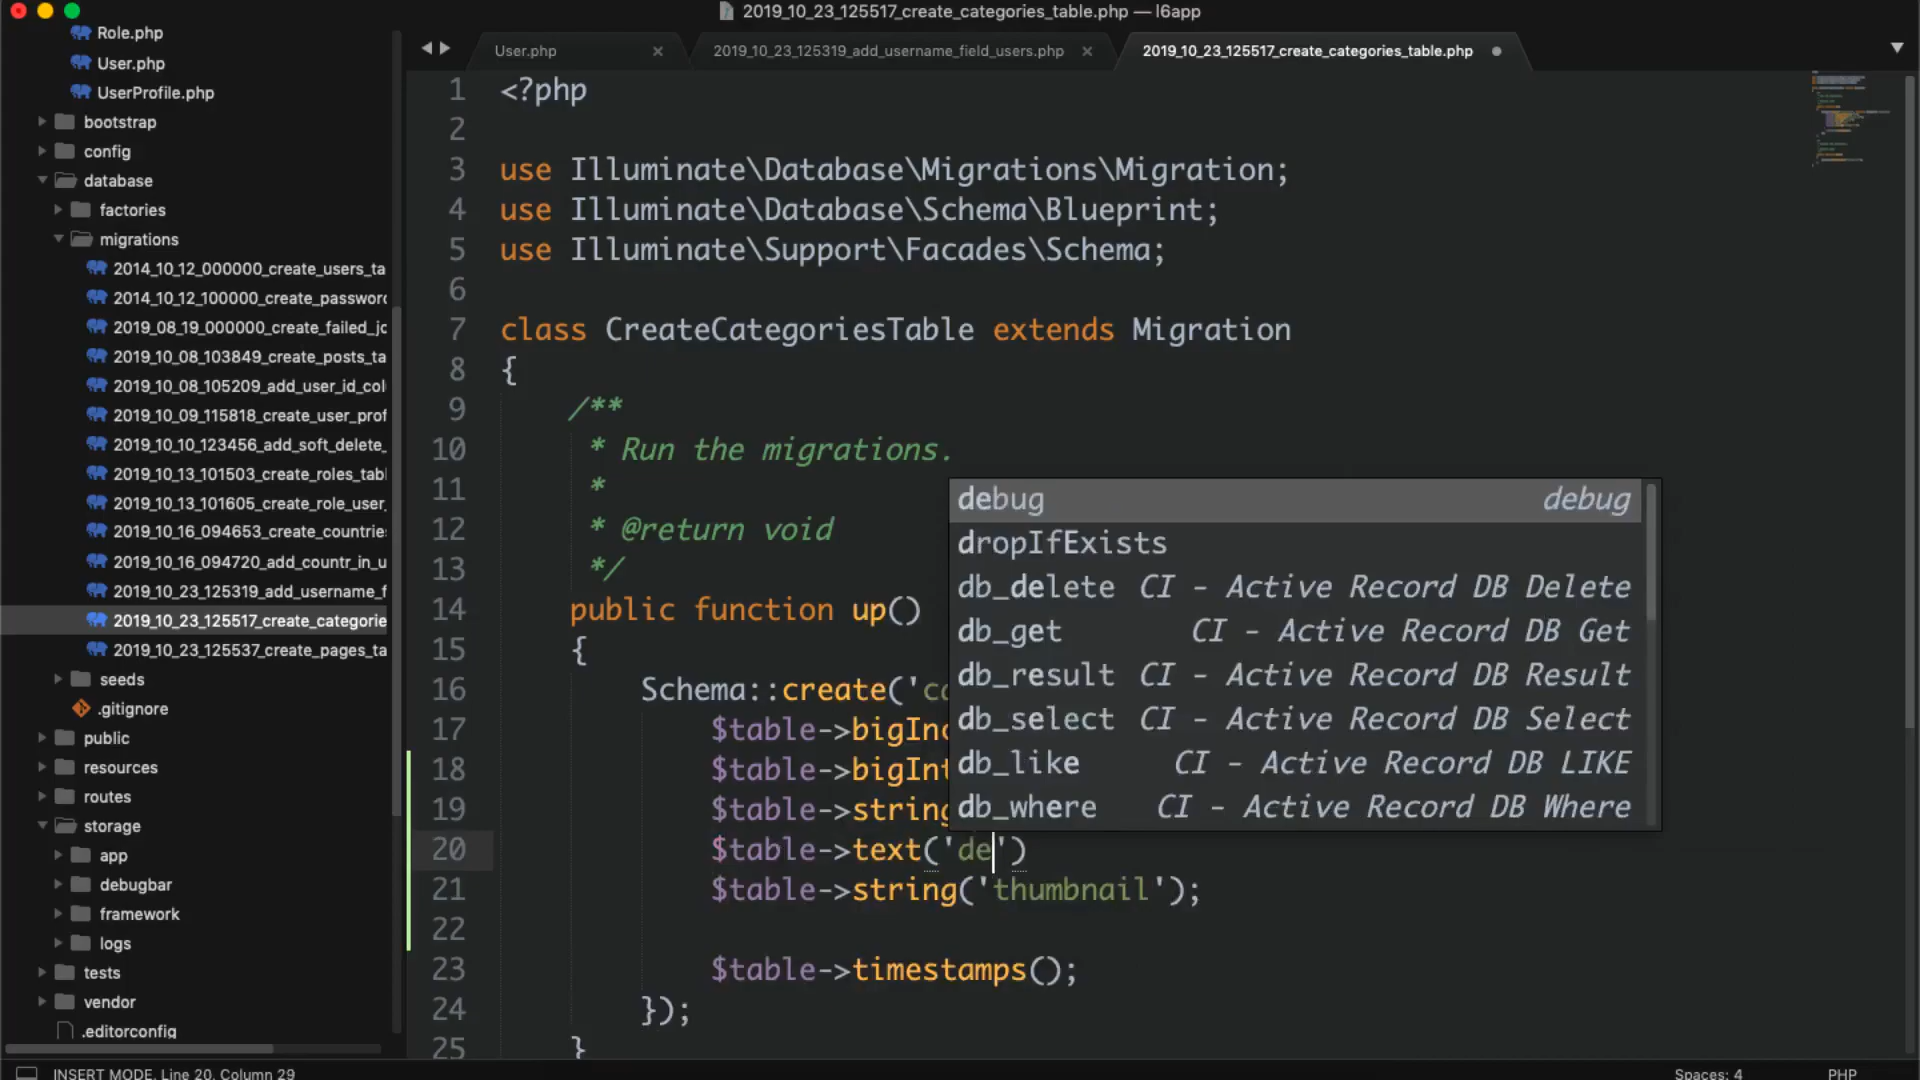 2019_10_23_125517_create_categories_table.php — l6app
Role.php
User.php
UserProfile.php
bootstrap
config
database
factories
migrations
2014_10_12_000000_create_users_ta
2014_10_12_100000_create_password
2019_08_19_000000_create_failed_jo
2019_10_08_103849_create_posts_ta
2019_10_08_105209_add_user_id_col
2019_10_09_115818_create_user_prof
2019_10_10_123456_add_soft_delete_
2019_10_13_101503_create_roles_tabl
2019_10_13_101605_create_role_user_
2019_10_16_094653_create_countries
2019_10_16_094720_add_countr_in_u
2019_10_23_125319_add_username_f
2019_10_23_125517_create_categorie
2019_10_23_125537_create_pages_ta
seeds
.gitignore
public
resources
routes
storage
app
debugbar
framework
logs
tests
vendor
.editorconfig
User.php
2019_10_23_125319_add_username_field_users.php
2019_10_23_125517_create_categories_table.php
1 <?php
2
3 use Illuminate\Database\Migrations\Migration;
4 use Illuminate\Database\Schema\Blueprint;
5 use Illuminate\Support\Facades\Schema;
6
7 class CreateCategoriesTable extends Migration
8 {
9 /**
10 * Run the migrations.
11 *
12 * @return void
13 */
14 public function up()
15 {
16 Schema::create('ca
17 $table->bigInc
18 $table->bigInt
19 $table->string
20 $table->text('de')
21 $table->string('thumbnail');
22
23 $table->timestamps();
24 });
25 }
debug debug
dropIfExists
db_delete CI - Active Record DB Delete
db_get CI - Active Record DB Get
db_result CI - Active Record DB Result
db_select CI - Active Record DB Select
db_like CI - Active Record DB LIKE
db_where CI - Active Record DB Where
INSERT MODE, Line 20, Column 29
Spaces: 4
PHP